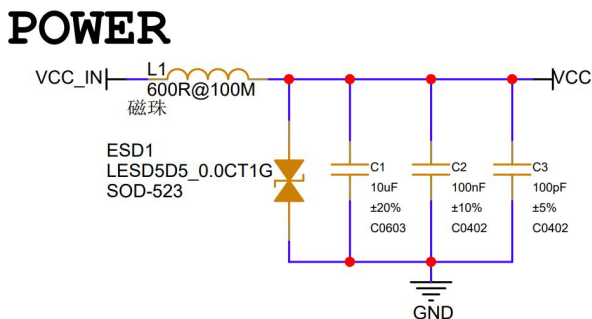 POWER
VCC_IN
L1
VCC
600R@100M
磁珠
ESD1
LESD5D5_0.0CT1G
SOD-523
C1
10uF
±20%
C0603
C2
100nF
±10%
C0402
C3
100pF
±5%
C0402
GND